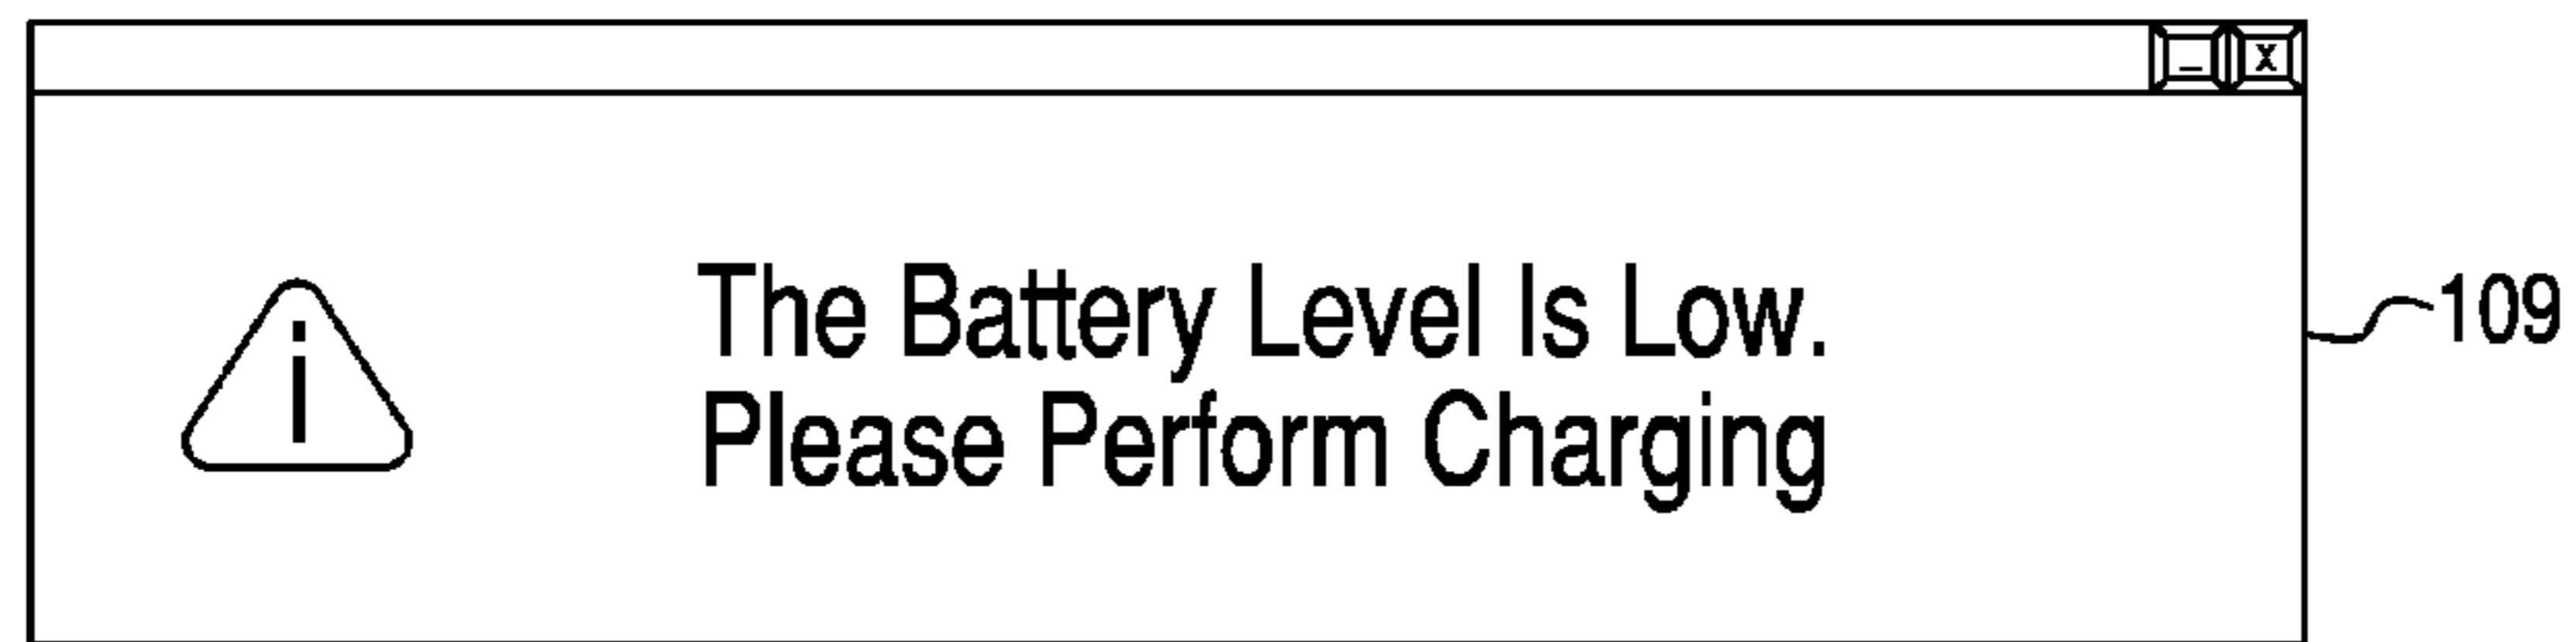 _ X
The Battery Level Is Low.
i
Please Perform Charging
109